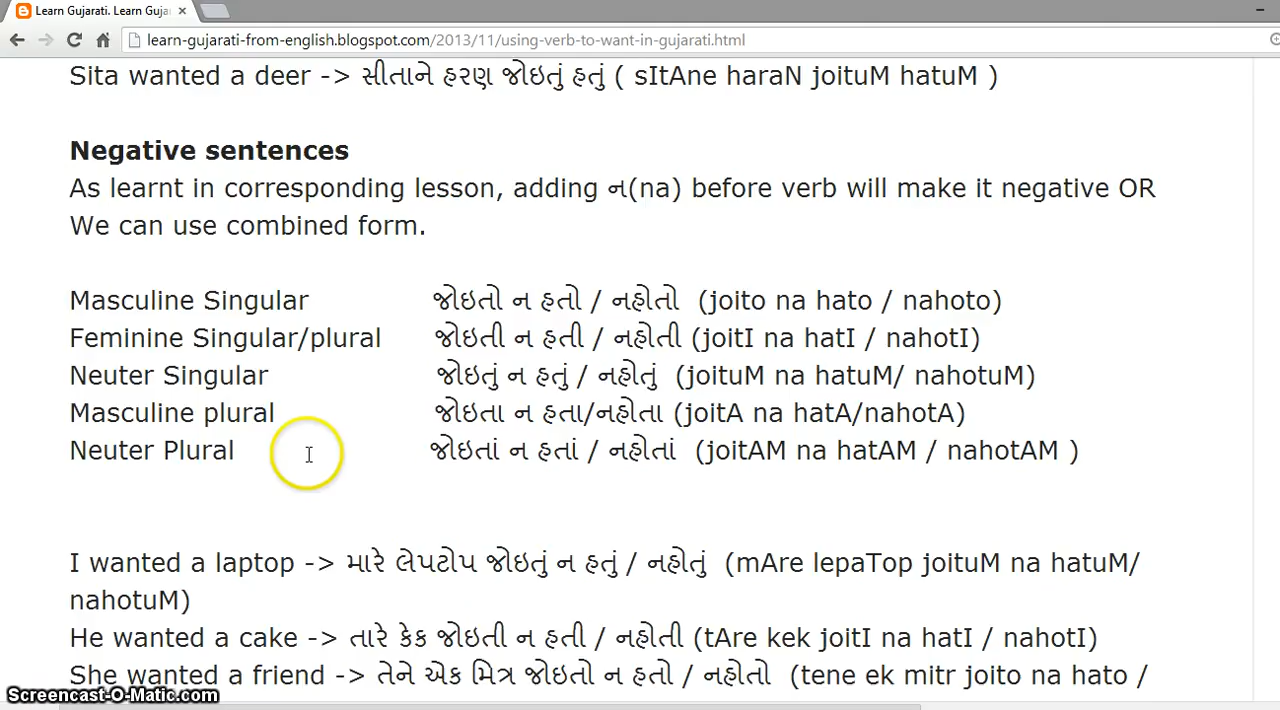 Learn Gujarati. Learn Guja
learn-gujarati-from-english.blogspot.com/2013/11/using-verb-to-want-in-gujarati.html
Sita wanted a deer -> સીતાને હરણ જોઇતું હતું ( sItAne haraN joituM hatuM )
Negative sentences
As learnt in corresponding lesson, adding ન(na) before verb will make it negative OR
We can use combined form.
Masculine Singular જોઇતો ન હતો / નહોતો (joito na hato / nahoto)
Feminine Singular/plural જોઇતી ન હતી / નહોતી (joitI na hatI / nahotI)
Neuter Singular જોઇતું ન હતું / નહોતું (joituM na hatuM/ nahotuM)
Masculine plural જોઇતા ન હતા/નહોતા (joitA na hatA/nahotA)
Neuter Plural જોઇતાં ન હતાં / નહોતાં (joitAM na hatAM / nahotAM )
I wanted a laptop -> મારે લેપટોપ જોઇતું ન હતું / નહોતું (mAre lepaTop joituM na hatuM/
nahotuM)
He wanted a cake -> તારે કેક જોઇતી ન હતી / નહોતી (tAre kek joitI na hatI / nahotI)
She wanted a friend -> તેને એક મિત્ર જોઇતો ન હતો / નહોતો (tene ek mitr joito na hato /
Screencast-O-Matic.com